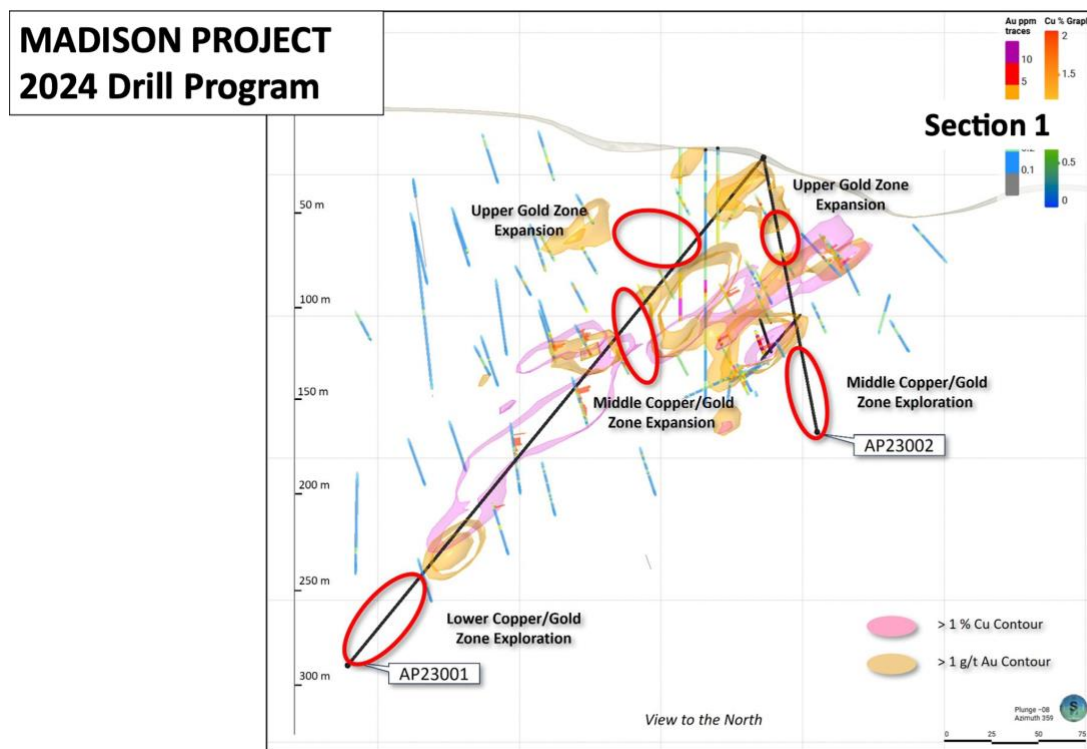 MADISON PROJECT
2024 Drill Program
Au ppm
traces
10
5
0.1
Cu % Grap
2
1.5
0.5
0
Section 1
Upper Gold Zone
Expansion
Upper Gold Zone
Expansion
50 m
100 m
150 m
200 m
250 m
300 m
Middle Copper/Gold
Zone Expansion
Middle Copper/Gold
Zone Exploration
AP23002
Lower Copper/Gold
Zone Exploration
AP23001
> 1 % Cu Contour
> 1 g/t Au Contour
View to the North
Plunge -08
Azimuth 359
S
0 25 50 75